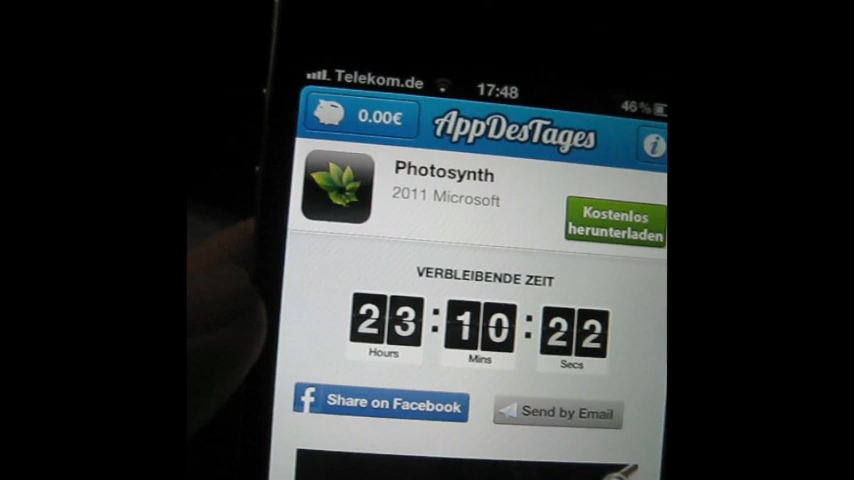 Telekom.de 17:48 46%
0.00€ AppDesTages i
Photosynth
2011 Microsoft
Kostenlos
herunterladen
VERBLEIBENDE ZEIT
23:10:22
Hours Mins Secs
f Share on Facebook Send by Email